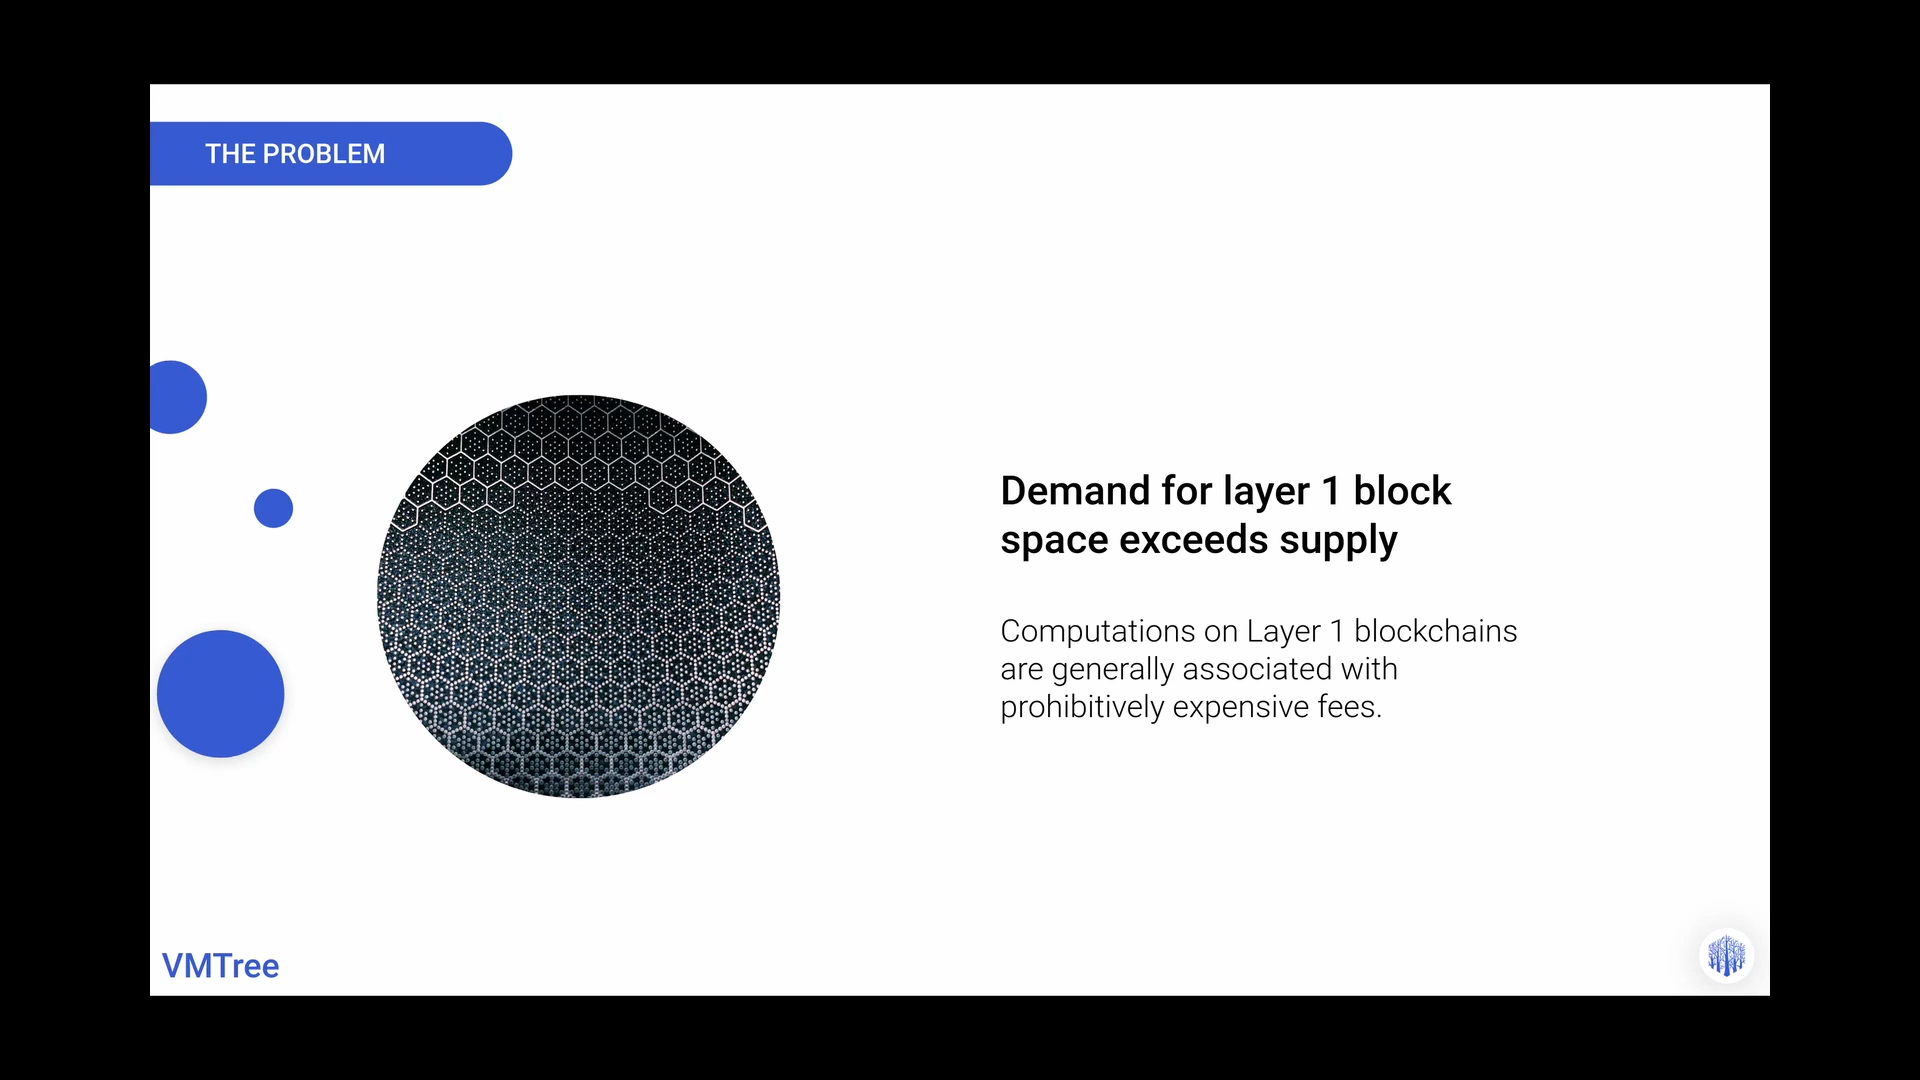 THE PROBLEM
Demand for layer 1 block
space exceeds supply
Computations on Layer 1 blockchains
are generally associated with
prohibitively expensive fees.
VMTree